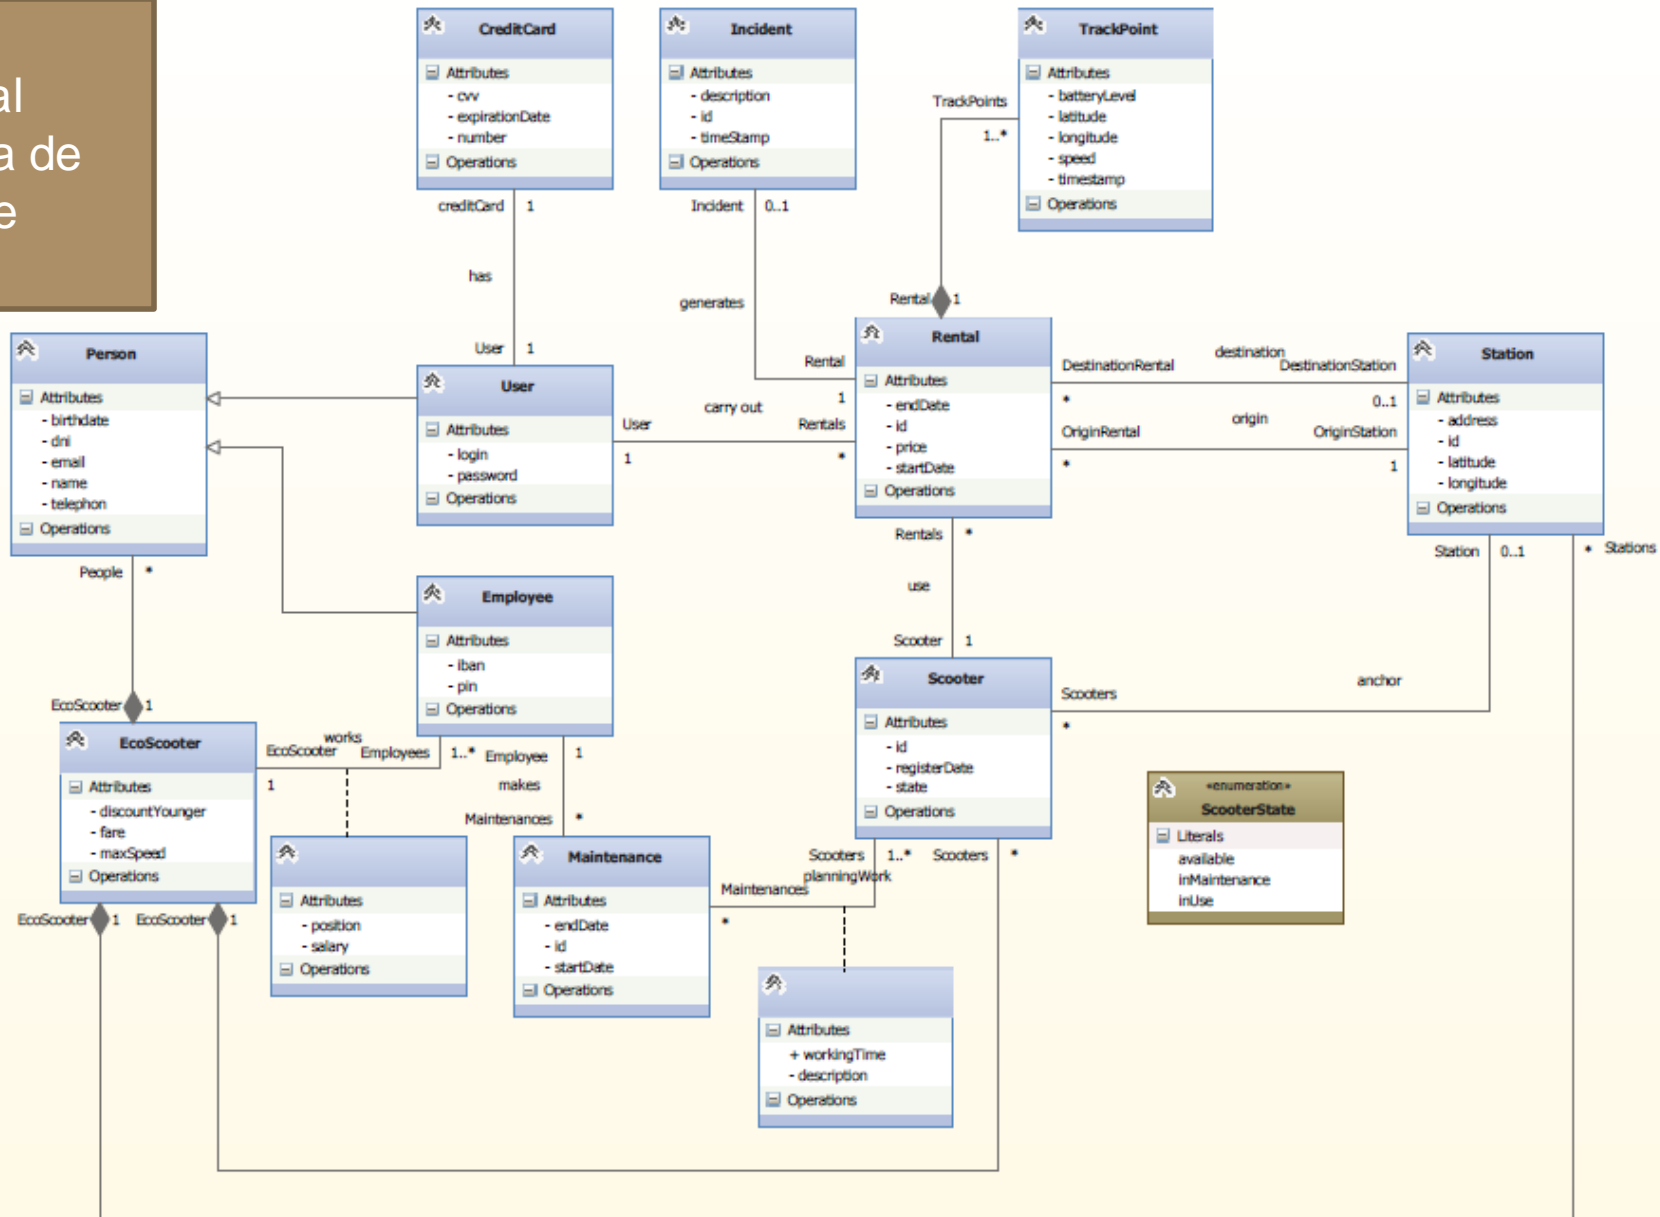 al
a de
e
CreditCard
Attributes
- cvv
- expirationDate
- number
Operations
creditCard 1
has
User 1
Incident
Attributes
- description
- id
- timeStamp
Operations
Incident 0..1
generates
Rental
1
TrackPoint
Attributes
- batteryLevel
- latitude
- longitude
- speed
- timestamp
Operations
TrackPoints
1..*
Rental 1
Person
Attributes
- birthdate
- dni
- email
- name
- telephon
Operations
People *
User
Attributes
- login
- password
Operations
User
1
carry out
Rentals
*
Rental
Attributes
- endDate
- id
- price
- startDate
Operations
DestinationRental
*
destination
DestinationStation
0..1
OriginRental
*
origin
OriginStation
1
Station
Attributes
- address
- id
- latitude
- longitude
Operations
Station 0..1
* Stations
Rentals *
use
Scooter 1
Employee
Attributes
- iban
- pin
Operations
EcoScooter 1
EcoScooter
Attributes
- discountYounger
- fare
- maxSpeed
Operations
EcoScooter 1
EcoScooter 1
works
EcoScooter
1
Employees 1..*
Employee 1
makes
Maintenances *
Attributes
- position
- salary
Operations
Maintenance
Attributes
- endDate
- id
- startDate
Operations
Scooter
Attributes
- id
- registerDate
- state
Operations
Scooters
*
anchor
Scooters 1..*
planningWork
Maintenances
*
Scooters *
Attributes
+ workingTime
- description
Operations
«enumeration»
ScooterState
Literals
available
inMaintenance
inUse